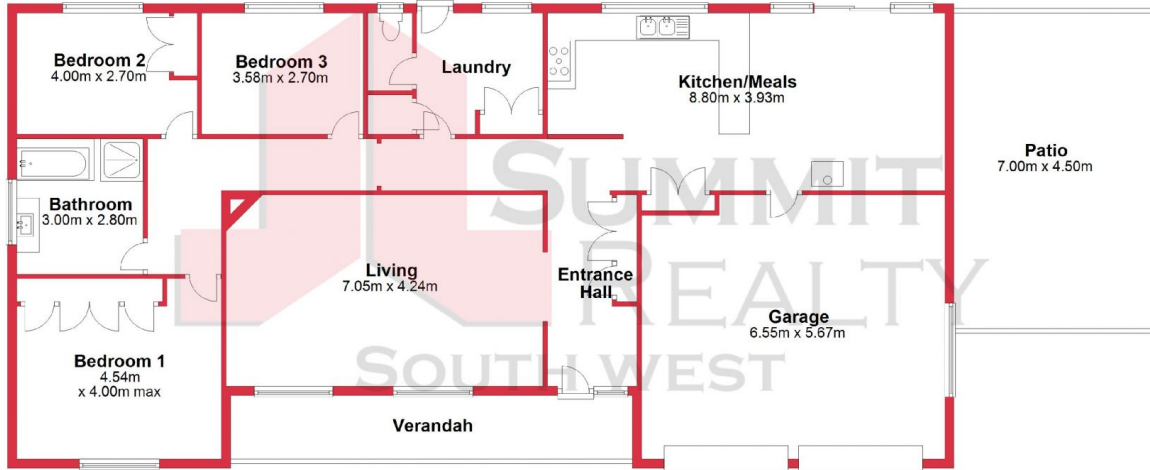 Bedroom 2
4.00m x 2.70m
Bedroom 3
3.58m x 2.70m
Laundry
Kitchen/Meals
8.80m x 3.93m
Patio
7.00m x 4.50m
Bathroom
3.00m x 2.80m
Living
7.05m x 4.24m
Entrance
Hall
Garage
6.55m x 5.67m
Bedroom 1
4.54m
x 4.00m max
Verandah
SUMMIT
REALTY
SOUTH WEST